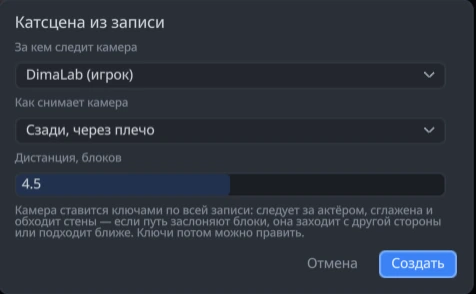 Катсцена из записи
За кем следит камера
DimaLab (игрок)
Как снимает камера
Сзади, через плечо
Дистанция, блоков
4.5
Камера ставится ключами по всей записи: следует за актёром, сглажена и
обходит стены — если путь заслоняют блоки, она заходит с другой стороны
или подходит ближе. Ключи потом можно править.
Отмена
Создать